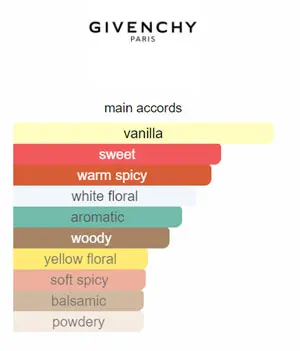 GIVENCHY
PARIS
main accords
vanilla
sweet
warm spicy
white floral
aromatic
woody
yellow floral
soft spicy
balsamic
powdery